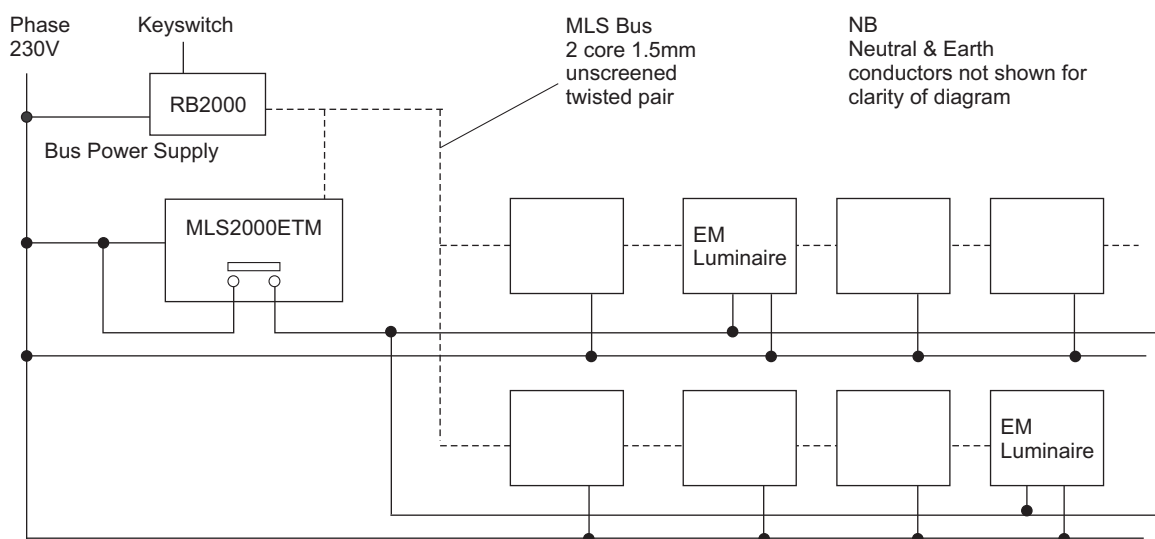 Phase
230V
Keyswitch
MLS Bus
2 core 1.5mm
unscreened
twisted pair
NB
Neutral & Earth
conductors not shown for
clarity of diagram
RB2000
Bus Power Supply
MLS2000ETM
EM
Luminaire
EM
Luminaire